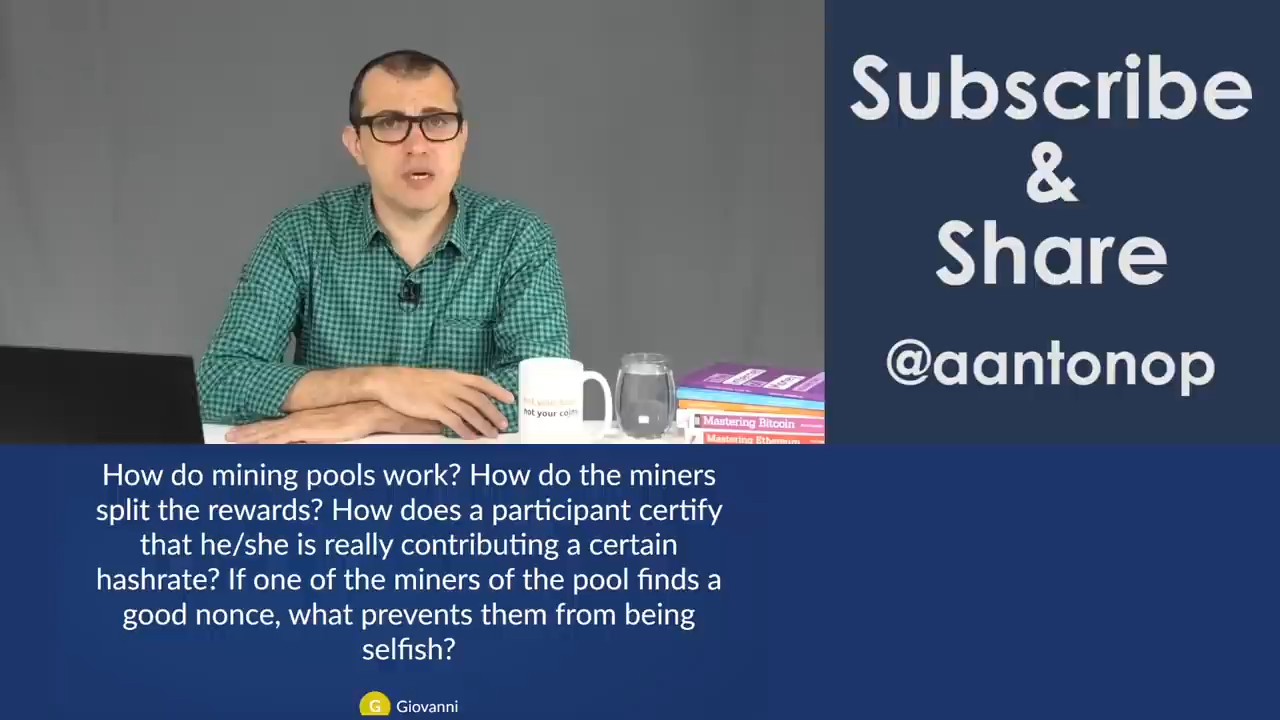 Subscribe
&
Share
@aantonop
not your coins
Mastering Bitcoin
Mastering Ethereum
How do mining pools work? How do the miners
split the rewards? How does a participant certify
that he/she is really contributing a certain
hashrate? If one of the miners of the pool finds a
good nonce, what prevents them from being
selfish?
G Giovanni